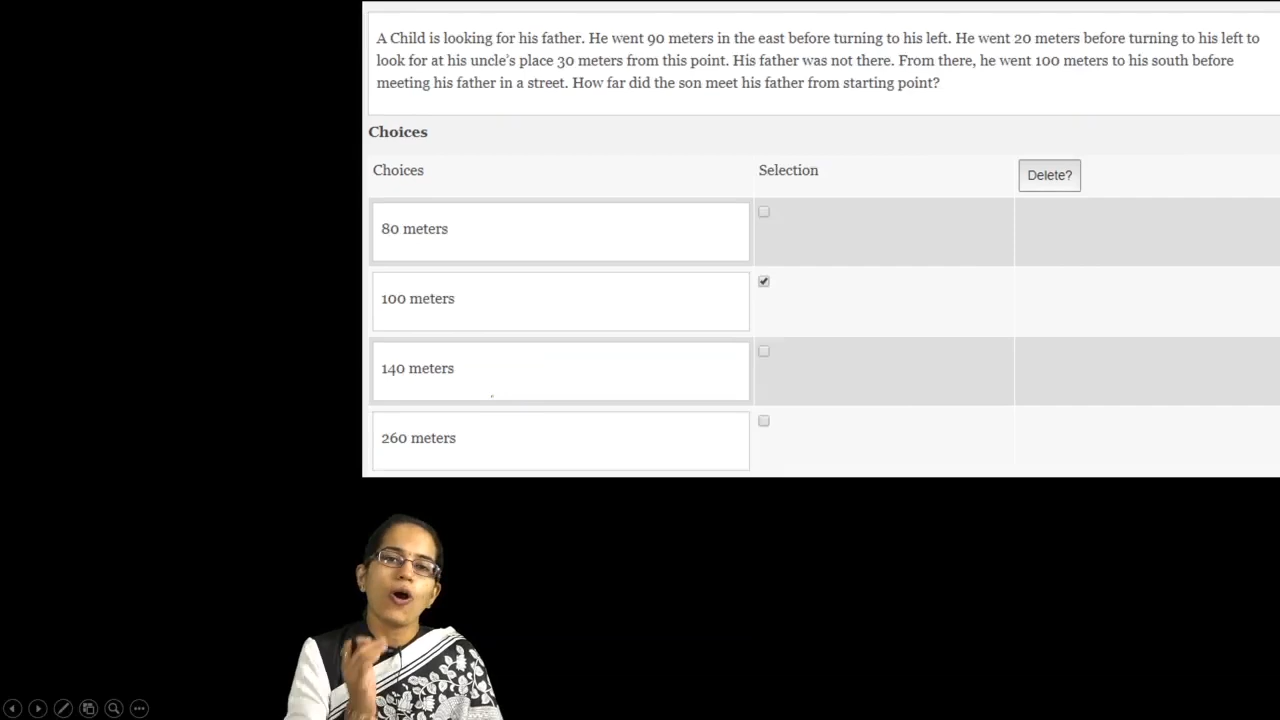 A Child is looking for his father. He went 90 meters in the east before turning to his left. He went 20 meters before turning to his left to
look for at his uncle's place 30 meters from this point. His father was not there. From there, he went 100 meters to his south before
meeting his father in a street. How far did the son meet his father from starting point?
Choices
Choices Selection Delete?
80 meters
100 meters
140 meters
260 meters